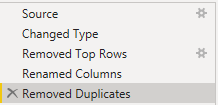 Source
Changed Type
Removed Top Rows
Renamed Columns
Removed Duplicates